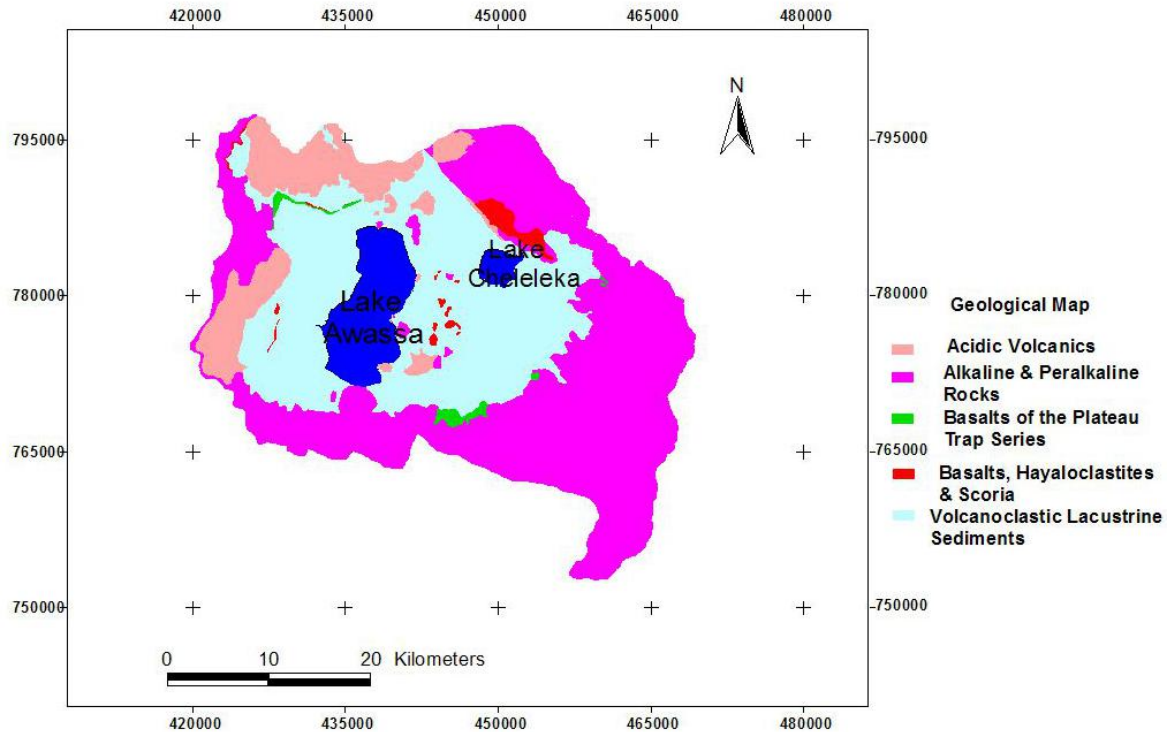 420000 435000 450000 465000 480000
N
795000 795000
Lake
Cheleleka
780000 780000
Lake
Awassa
Geological Map
Acidic Volcanics
Alkaline & Peralkaline
Rocks
Basalts of the Plateau
Trap Series
765000 765000
Basalts, Hayaloclastites
& Scoria
Volcanoclastic Lacustrine
Sediments
750000 750000
0 10 20 Kilometers
420000 435000 450000 465000 480000